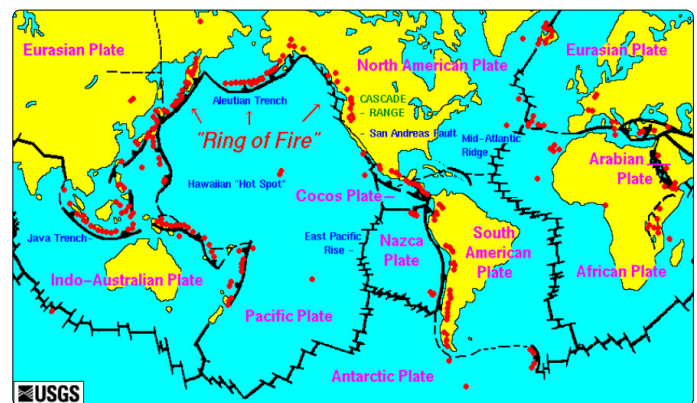 Eurasian Plate
North American Plate
Eurasian Plate
Aleutian Trench
CASCADE
RANGE
"Ring of Fire"
San Andreas Fault
Mid-Atlantic
Ridge
Arabian
Plate
Hawaiian "Hot Spot"
Cocos Plate
Java Trench
East Pacific
Rise
Nazca
Plate
South
American
Plate
Indo-Australian Plate
African Plate
Pacific Plate
Antarctic Plate
USGS